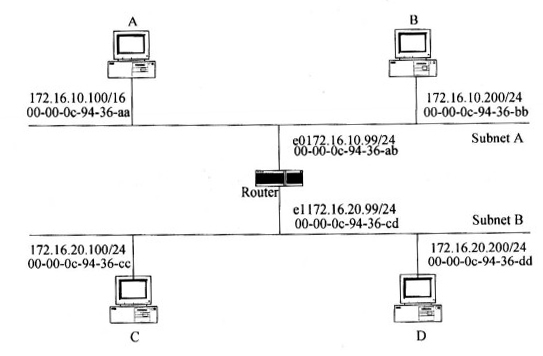 A
B
172.16.10.100/16
00-00-0c-94-36-aa
172.16.10.200/24
00-00-0c-94-36-bb
Subnet A
e0172.16.10.99/24
00-00-0c-94-36-ab
Router
e1172.16.20.99/24
00-00-0c-94-36-cd
Subnet B
172.16.20.100/24
00-00-0c-94-36-cc
172.16.20.200/24
00-00-0c-94-36-dd
C
D